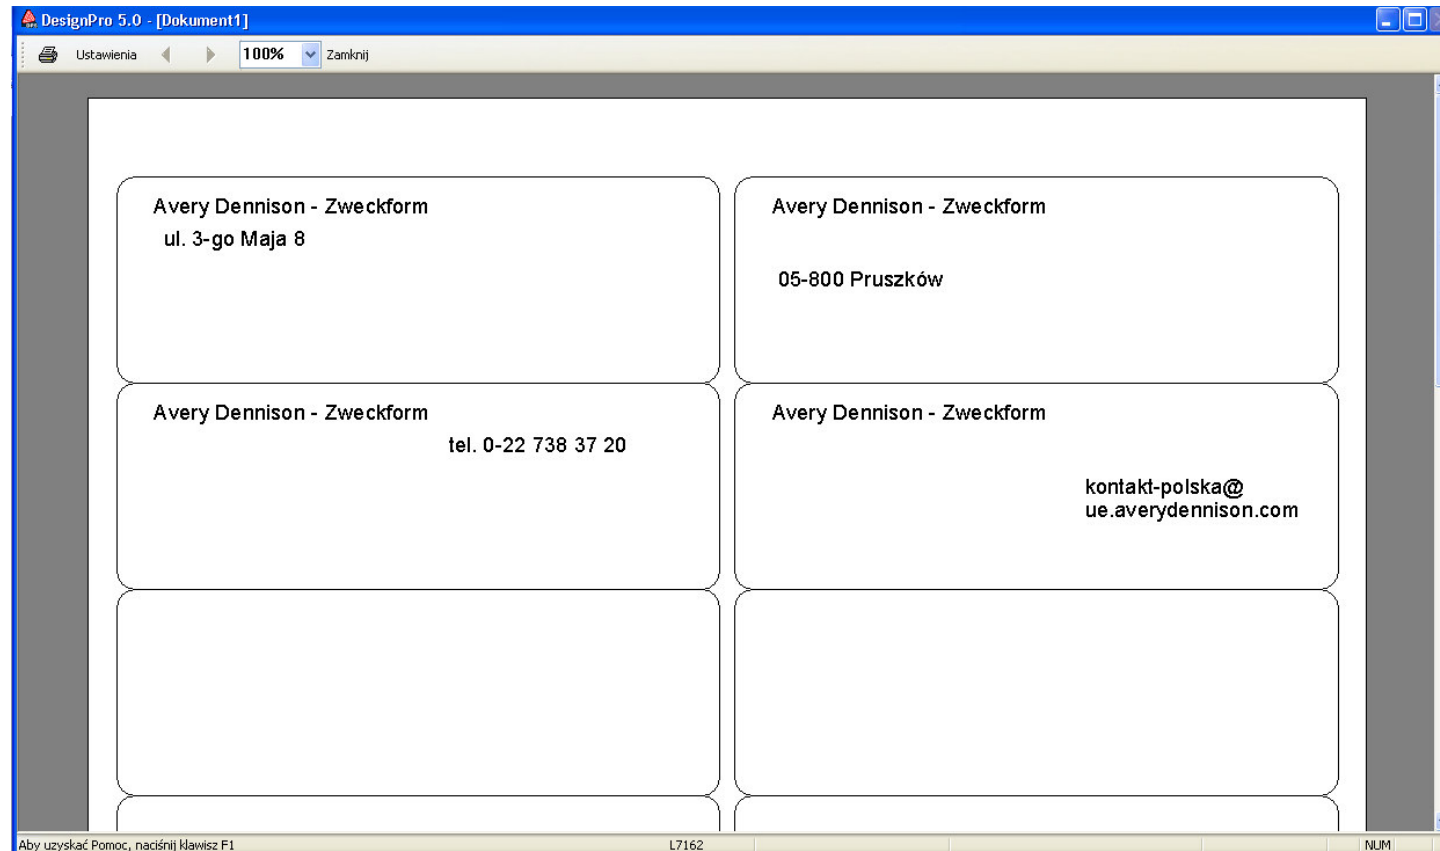 DesignPro 5.0 - [Dokument1]
Ustawienia 100% Zamknij
Avery Dennison - Zweckform
ul. 3-go Maja 8
Avery Dennison - Zweckform
05-800 Pruszków
Avery Dennison - Zweckform
tel. 0-22 738 37 20
Avery Dennison - Zweckform
kontakt-polska@
ue.averydennison.com
Aby uzyskać Pomoc, naciśnij klawisz F1 L7162 NUM